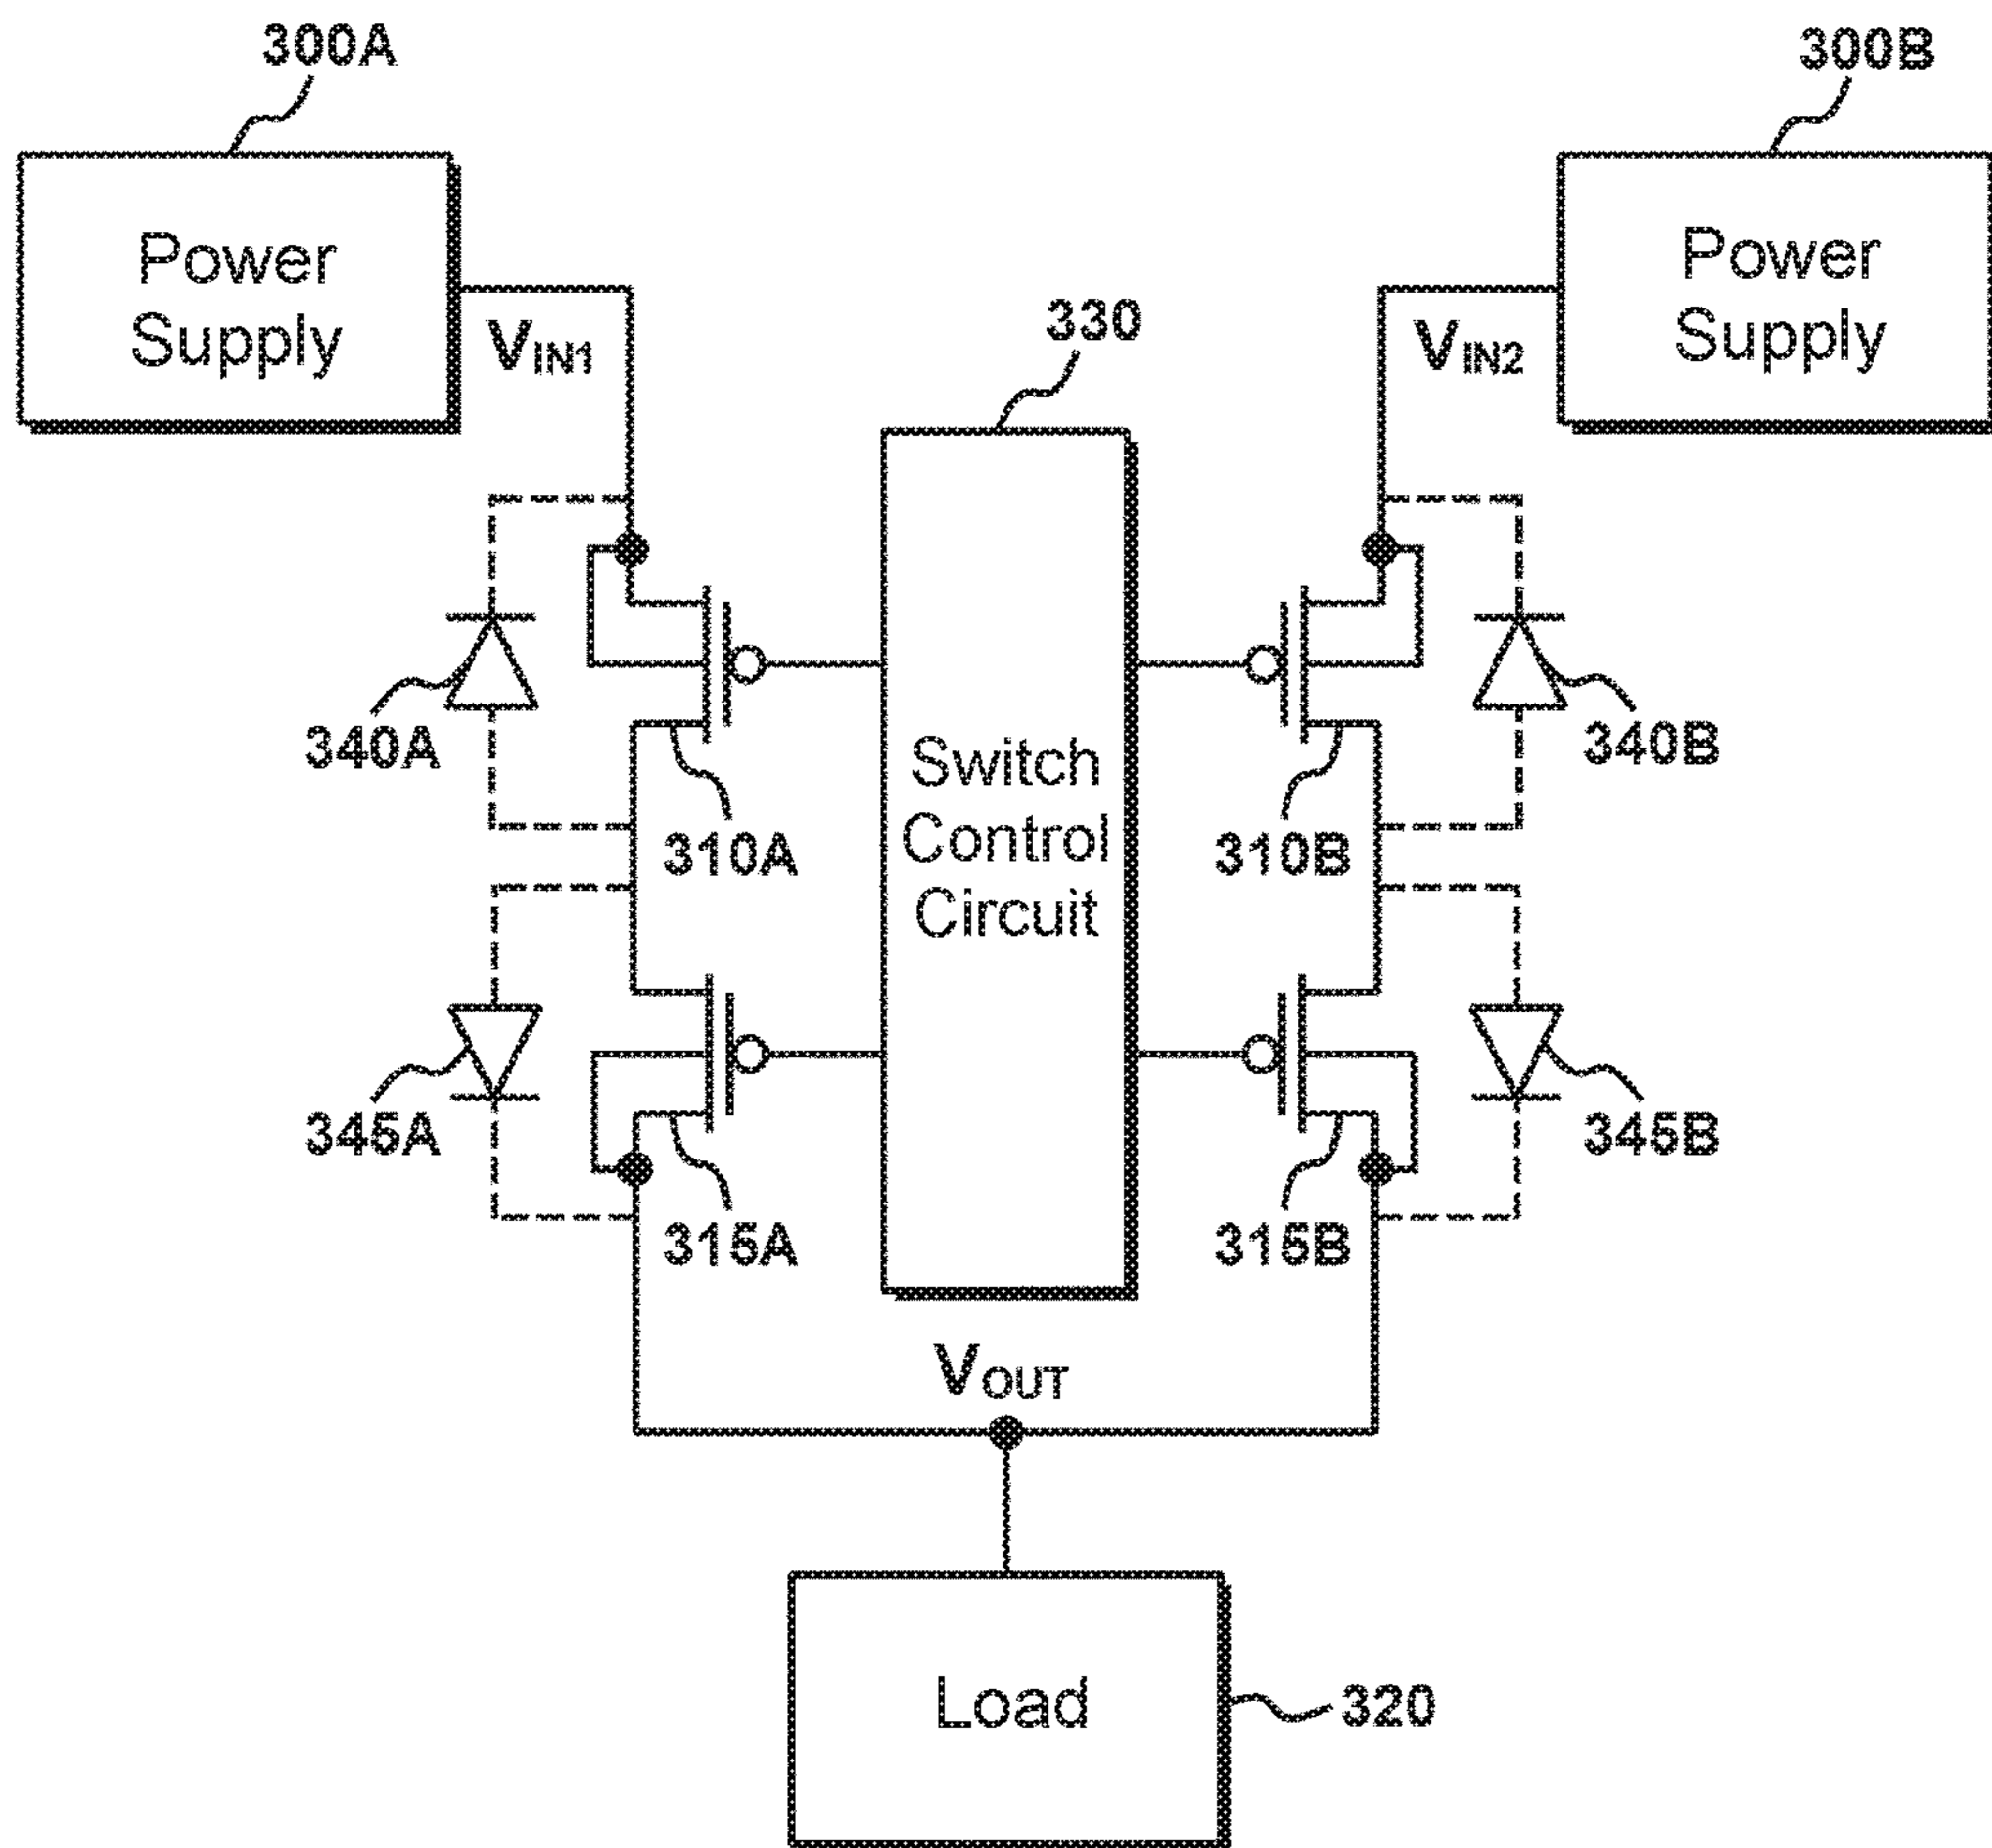 300A
300B
Power
Supply
Power
Supply
VIN1
330
VIN2
340A
310A
Switch
Control
Circuit
310B
340B
345A
315A
315B
345B
VOUT
Load
320